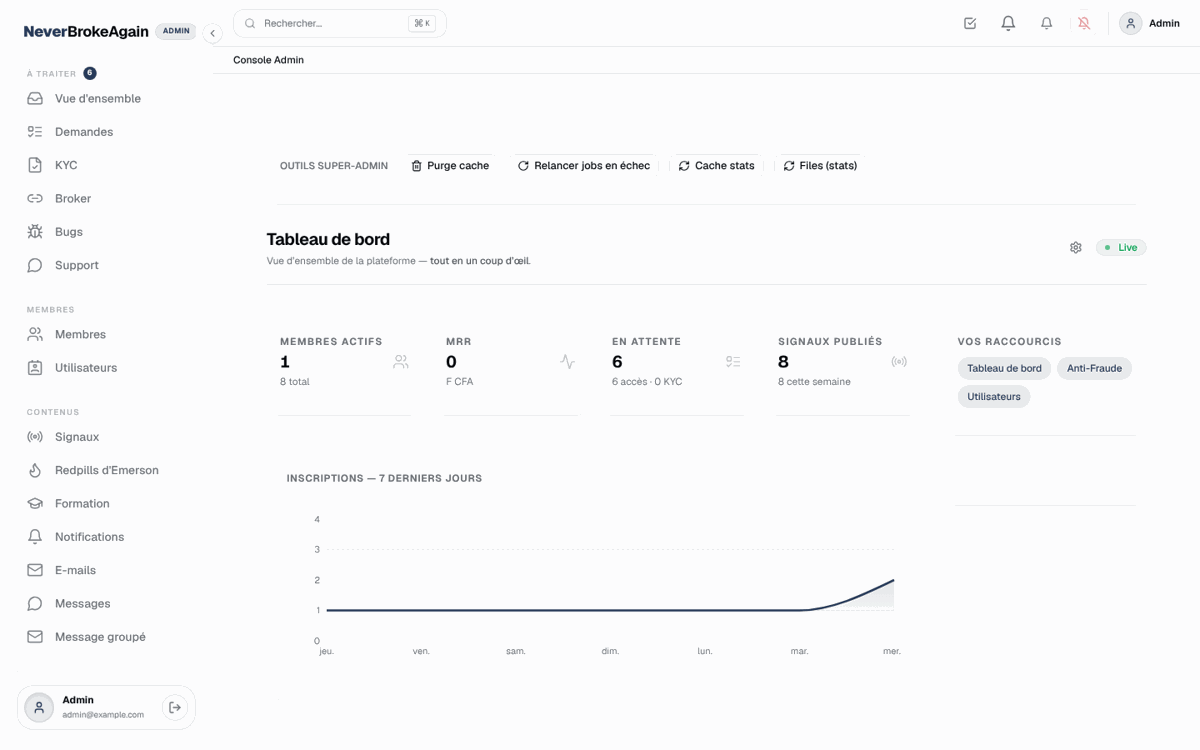 NeverBrokeAgain ADMIN
Rechercher... ⌘ K
Admin
Console Admin
À TRAITER 6
Vue d'ensemble
Demandes
KYC
Broker
Bugs
Support
MEMBRES
Membres
Utilisateurs
CONTENUS
Signaux
Redpills d'Emerson
Formation
Notifications
E-mails
Messages
Message groupé
Admin
admin@example.com
OUTILS SUPER-ADMIN Purge cache Relancer jobs en échec Cache stats Files (stats)
Tableau de bord
Vue d'ensemble de la plateforme — tout en un coup d'œil.
Live
MEMBRES ACTIFS
1
8 total
MRR
0
F CFA
EN ATTENTE
6
6 accès · 0 KYC
SIGNAUX PUBLIÉS
8
8 cette semaine
VOS RACCOURCIS
Tableau de bord Anti-Fraude
Utilisateurs
INSCRIPTIONS — 7 DERNIERS JOURS
4
3
2
1
0
jeu. ven. sam. dim. lun. mar. mer.